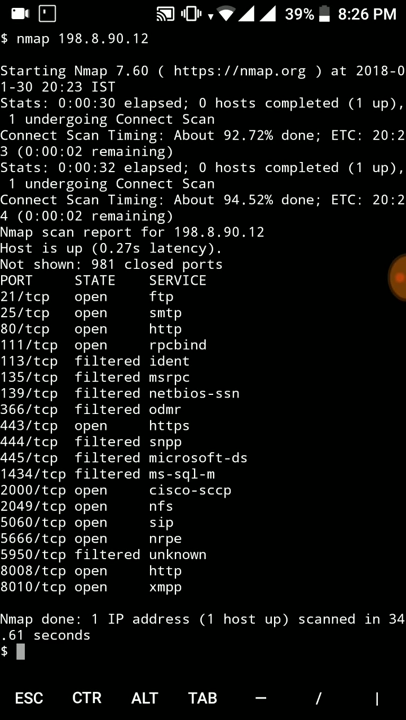 39% 8:26 PM
$ nmap 198.8.90.12
Starting Nmap 7.60 ( https://nmap.org ) at 2018-0
1-30 20:23 IST
Stats: 0:00:30 elapsed; 0 hosts completed (1 up),
1 undergoing Connect Scan
Connect Scan Timing: About 92.72% done; ETC: 20:2
3 (0:00:02 remaining)
Stats: 0:00:32 elapsed; 0 hosts completed (1 up),
1 undergoing Connect Scan
Connect Scan Timing: About 94.52% done; ETC: 20:2
4 (0:00:02 remaining)
Nmap scan report for 198.8.90.12
Host is up (0.27s latency).
Not shown: 981 closed ports
PORT     STATE    SERVICE
21/tcp   open     ftp
25/tcp   open     smtp
80/tcp   open     http
111/tcp  open     rpcbind
113/tcp  filtered ident
135/tcp  filtered msrpc
139/tcp  filtered netbios-ssn
366/tcp  filtered odmr
443/tcp  open     https
444/tcp  filtered snpp
445/tcp  filtered microsoft-ds
1434/tcp filtered ms-sql-m
2000/tcp open     cisco-sccp
2049/tcp open     nfs
5060/tcp open     sip
5666/tcp open     nrpe
5950/tcp filtered unknown
8008/tcp open     http
8010/tcp open     xmpp
Nmap done: 1 IP address (1 host up) scanned in 34
.61 seconds
$
ESC CTR ALT TAB — / |